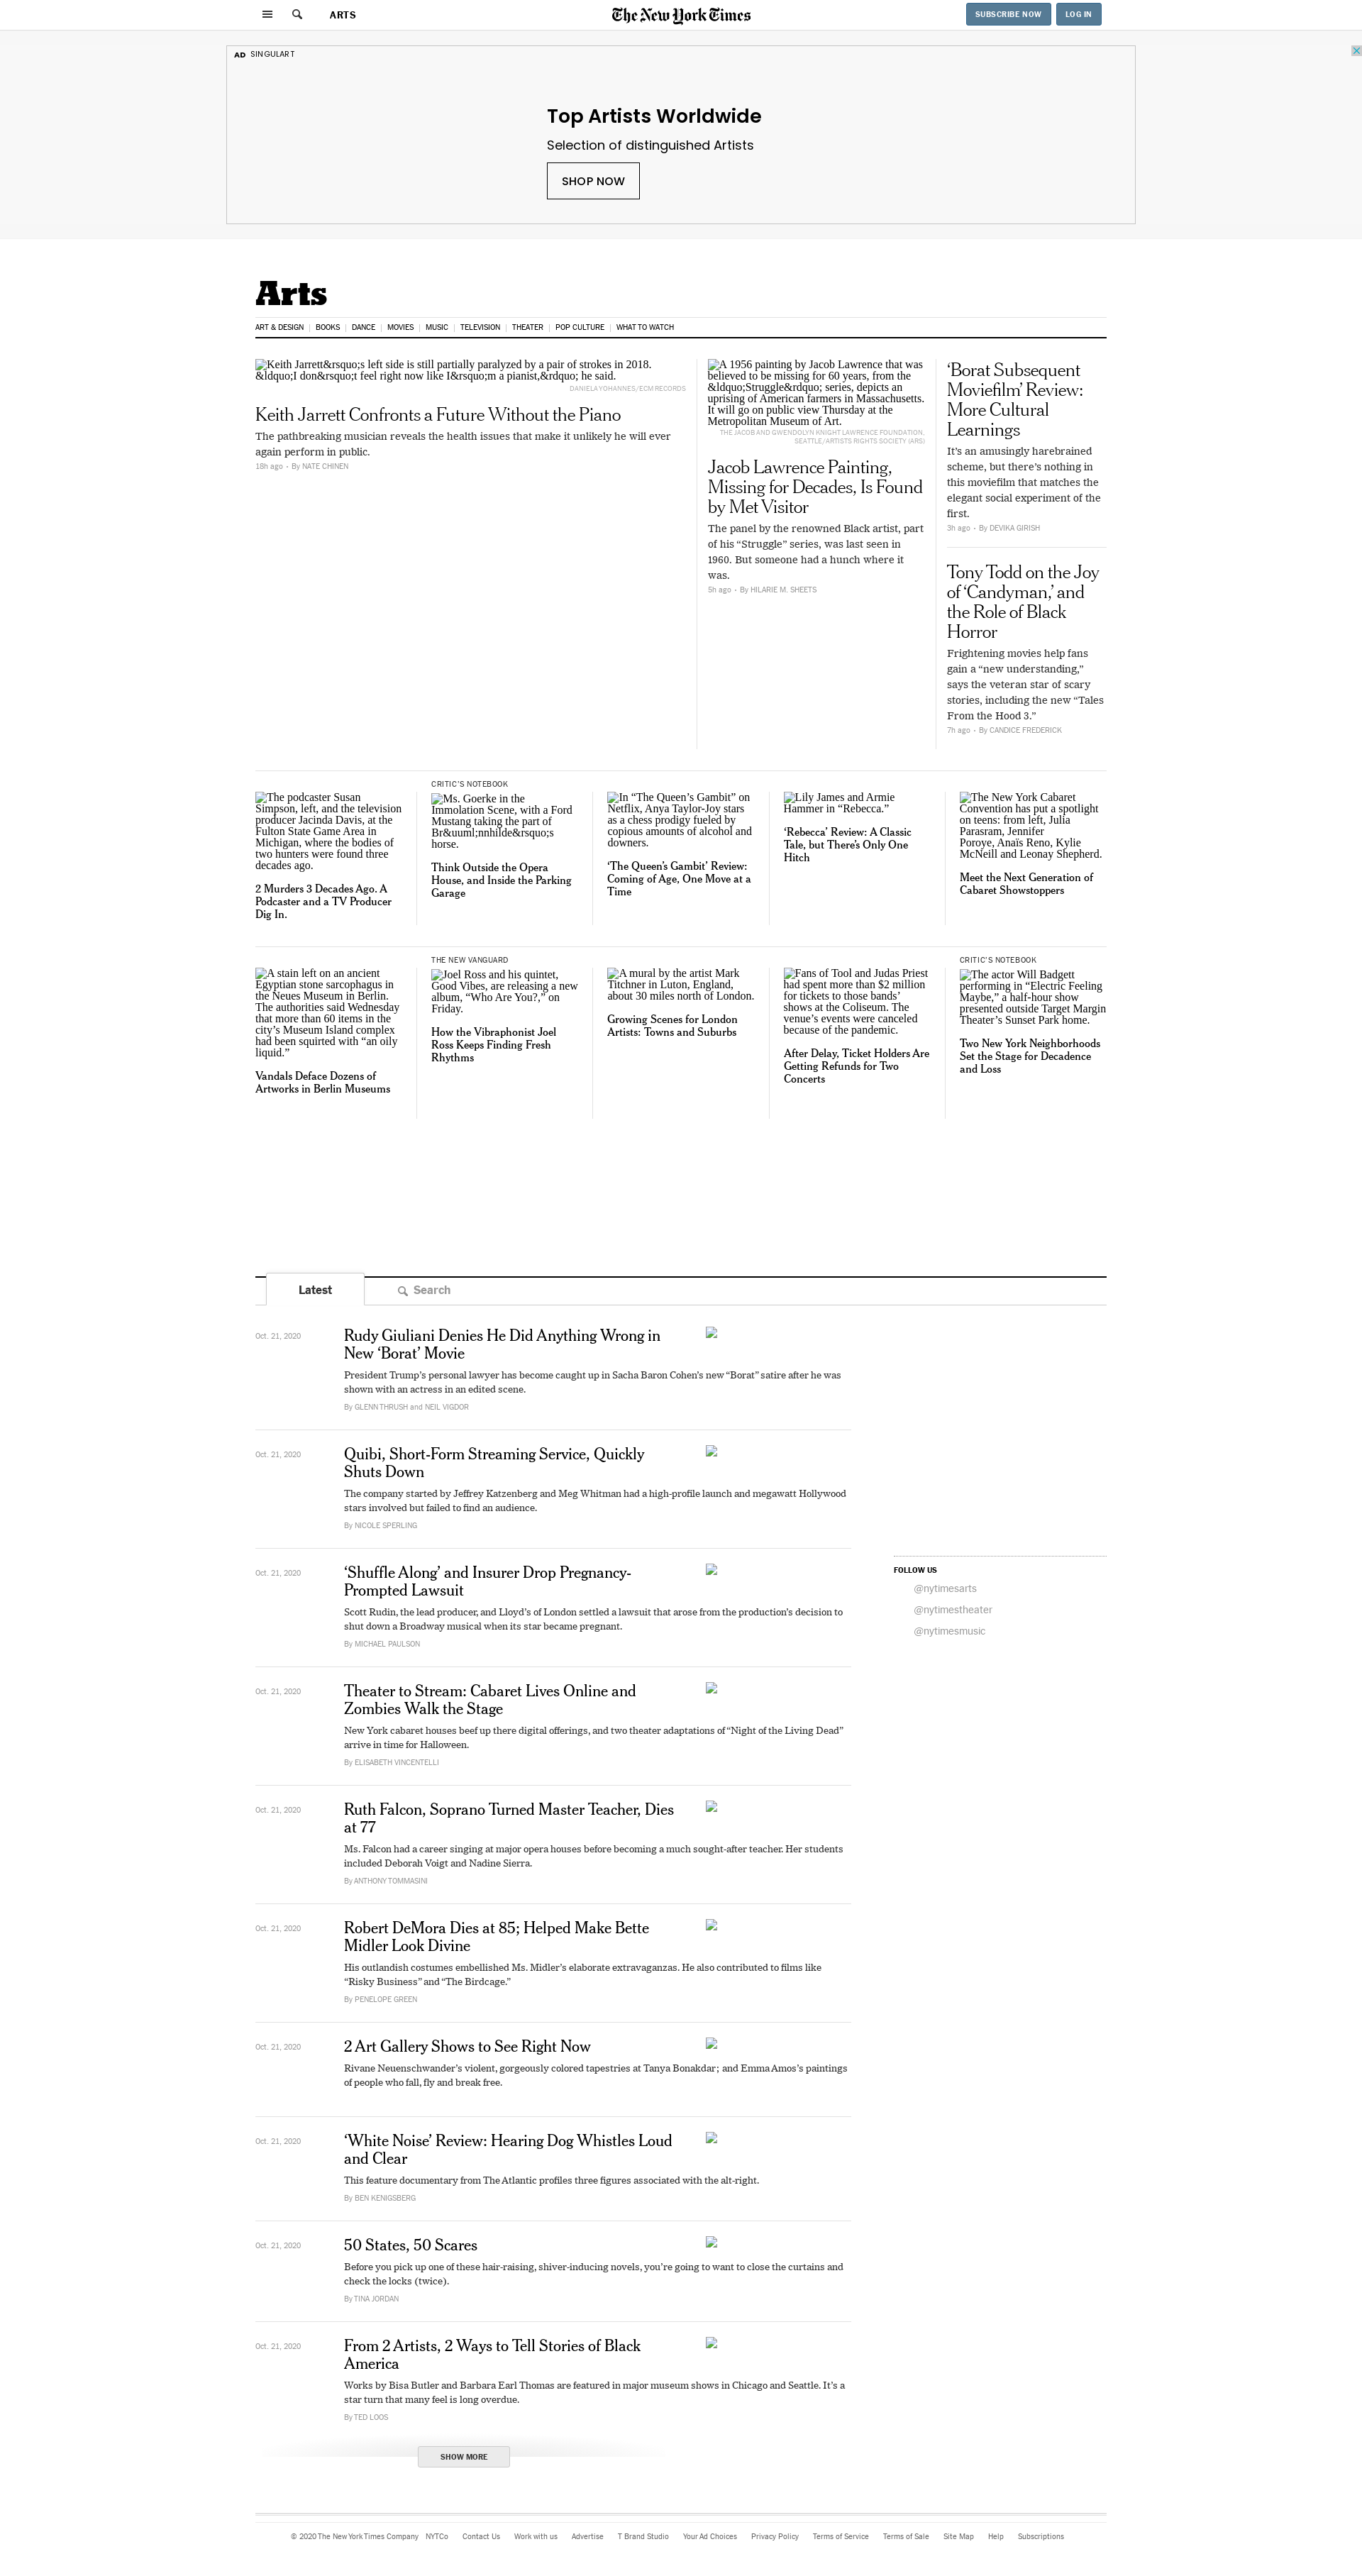 ARTS
The New York Times
SUBSCRIBE NOW
LOG IN
AD SINGULART
Top Artists Worldwide
Selection of distinguished Artists
SHOP NOW
Arts
ART & DESIGN
BOOKS
DANCE
MOVIES
MUSIC
TELEVISION
THEATER
POP CULTURE
WHAT TO WATCH
Keith Jarrett&rsquo;s left side is still partially paralyzed by a pair of strokes in 2018.
&ldquo;I don&rsquo;t feel right now like I&rsquo;m a pianist,&rdquo; he said.
DANIELA YOHANNES/ECM RECORDS
Keith Jarrett Confronts a Future Without the Piano
The pathbreaking musician reveals the health issues that make it unlikely he will ever
again perform in public.
18h ago • By NATE CHINEN
A 1956 painting by Jacob Lawrence that was
believed to be missing for 60 years, from the
&ldquo;Struggle&rdquo; series, depicts an
uprising of American farmers in Massachusetts.
It will go on public view Thursday at the
Metropolitan Museum of Art.
THE JACOB AND GWENDOLYN KNIGHT LAWRENCE FOUNDATION,
SEATTLE/ARTISTS RIGHTS SOCIETY (ARS)
Jacob Lawrence Painting,
Missing for Decades, Is Found
by Met Visitor
The panel by the renowned Black artist, part
of his “Struggle” series, was last seen in
1960. But someone had a hunch where it
was.
5h ago • By HILARIE M. SHEETS
‘Borat Subsequent
Moviefilm’ Review:
More Cultural
Learnings
It’s an amusingly harebrained
scheme, but there’s nothing in
this moviefilm that matches the
elegant social experiment of the
first.
3h ago • By DEVIKA GIRISH
Tony Todd on the Joy
of ‘Candyman,’ and
the Role of Black
Horror
Frightening movies help fans
gain a “new understanding,”
says the veteran star of scary
stories, including the new “Tales
From the Hood 3.”
7h ago • By CANDICE FREDERICK
The podcaster Susan
Simpson, left, and the television
producer Jacinda Davis, at the
Fulton State Game Area in
Michigan, where the bodies of
two hunters were found three
decades ago.
2 Murders 3 Decades Ago. A
Podcaster and a TV Producer
Dig In.
CRITIC’S NOTEBOOK
Ms. Goerke in the
Immolation Scene, with a Ford
Mustang taking the part of
Br&uuml;nnhilde&rsquo;s
horse.
Think Outside the Opera
House, and Inside the Parking
Garage
In “The Queen’s Gambit” on
Netflix, Anya Taylor-Joy stars
as a chess prodigy fueled by
copious amounts of alcohol and
downers.
‘The Queen’s Gambit’ Review:
Coming of Age, One Move at a
Time
Lily James and Armie
Hammer in “Rebecca.”
‘Rebecca’ Review: A Classic
Tale, but There’s Only One
Hitch
The New York Cabaret
Convention has put a spotlight
on teens: from left, Julia
Parasram, Jennifer
Poroye, Anaïs Reno, Kylie
McNeill and Leonay Shepherd.
Meet the Next Generation of
Cabaret Showstoppers
A stain left on an ancient
Egyptian stone sarcophagus in
the Neues Museum in Berlin.
The authorities said Wednesday
that more than 60 items in the
city’s Museum Island complex
had been squirted with “an oily
liquid.”
Vandals Deface Dozens of
Artworks in Berlin Museums
THE NEW VANGUARD
Joel Ross and his quintet,
Good Vibes, are releasing a new
album, “Who Are You?,” on
Friday.
How the Vibraphonist Joel
Ross Keeps Finding Fresh
Rhythms
A mural by the artist Mark
Titchner in Luton, England,
about 30 miles north of London.
Growing Scenes for London
Artists: Towns and Suburbs
Fans of Tool and Judas Priest
had spent more than $2 million
for tickets to those bands’
shows at the Coliseum. The
venue’s events were canceled
because of the pandemic.
After Delay, Ticket Holders Are
Getting Refunds for Two
Concerts
CRITIC’S NOTEBOOK
The actor Will Badgett
performing in “Electric Feeling
Maybe,” a half-hour show
presented outside Target Margin
Theater’s Sunset Park home.
Two New York Neighborhoods
Set the Stage for Decadence
and Loss
Latest
Search
Oct. 21, 2020
Rudy Giuliani Denies He Did Anything Wrong in
New ‘Borat’ Movie
President Trump’s personal lawyer has become caught up in Sacha Baron Cohen’s new “Borat” satire after he was
shown with an actress in an edited scene.
By GLENN THRUSH and NEIL VIGDOR
Oct. 21, 2020
Quibi, Short-Form Streaming Service, Quickly
Shuts Down
The company started by Jeffrey Katzenberg and Meg Whitman had a high-profile launch and megawatt Hollywood
stars involved but failed to find an audience.
By NICOLE SPERLING
Oct. 21, 2020
‘Shuffle Along’ and Insurer Drop Pregnancy-
Prompted Lawsuit
Scott Rudin, the lead producer, and Lloyd’s of London settled a lawsuit that arose from the production’s decision to
shut down a Broadway musical when its star became pregnant.
By MICHAEL PAULSON
FOLLOW US
@nytimesarts
@nytimestheater
@nytimesmusic
Oct. 21, 2020
Theater to Stream: Cabaret Lives Online and
Zombies Walk the Stage
New York cabaret houses beef up there digital offerings, and two theater adaptations of “Night of the Living Dead”
arrive in time for Halloween.
By ELISABETH VINCENTELLI
Oct. 21, 2020
Ruth Falcon, Soprano Turned Master Teacher, Dies
at 77
Ms. Falcon had a career singing at major opera houses before becoming a much sought-after teacher. Her students
included Deborah Voigt and Nadine Sierra.
By ANTHONY TOMMASINI
Oct. 21, 2020
Robert DeMora Dies at 85; Helped Make Bette
Midler Look Divine
His outlandish costumes embellished Ms. Midler’s elaborate extravaganzas. He also contributed to films like
“Risky Business” and “The Birdcage.”
By PENELOPE GREEN
Oct. 21, 2020
2 Art Gallery Shows to See Right Now
Rivane Neuenschwander’s violent, gorgeously colored tapestries at Tanya Bonakdar; and Emma Amos’s paintings
of people who fall, fly and break free.
Oct. 21, 2020
‘White Noise’ Review: Hearing Dog Whistles Loud
and Clear
This feature documentary from The Atlantic profiles three figures associated with the alt-right.
By BEN KENIGSBERG
Oct. 21, 2020
50 States, 50 Scares
Before you pick up one of these hair-raising, shiver-inducing novels, you’re going to want to close the curtains and
check the locks (twice).
By TINA JORDAN
Oct. 21, 2020
From 2 Artists, 2 Ways to Tell Stories of Black
America
Works by Bisa Butler and Barbara Earl Thomas are featured in major museum shows in Chicago and Seattle. It’s a
star turn that many feel is long overdue.
By TED LOOS
SHOW MORE
© 2020 The New York Times Company NYTCo Contact Us Work with us Advertise T Brand Studio Your Ad Choices Privacy Policy Terms of Service Terms of Sale Site Map Help Subscriptions